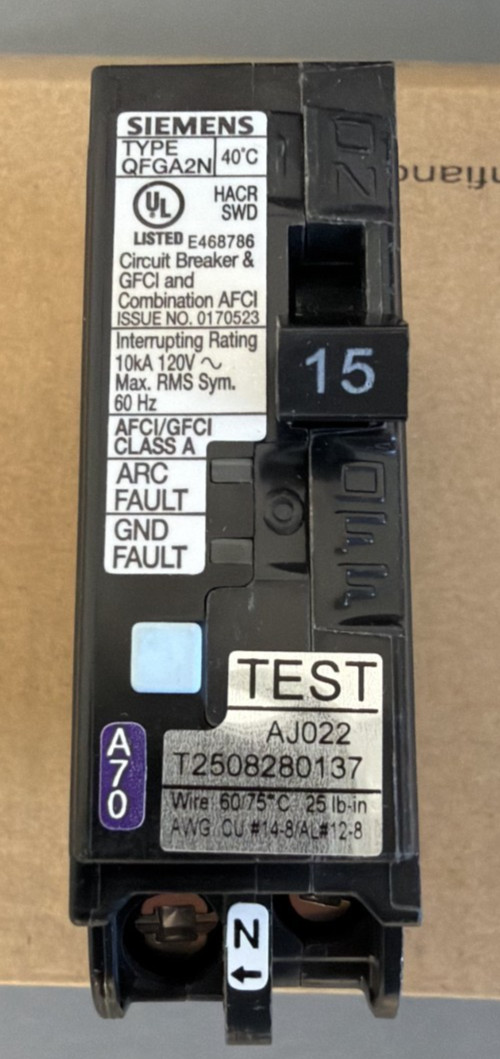 SIEMENS
TYPE
QFGA2N
40°C
UL
HACR
SWD
LISTED E468786
Circuit Breaker &
GFCI and
Combination AFCI
ISSUE NO. 0170523
Interrupting Rating
10kA 120V ∿
Max. RMS Sym.
60 Hz
AFCI/GFCI
CLASS A
ARC
FAULT
GND
FAULT
ON
15
OFF
TEST
AJ022
T2508280137
Wire 60/75°C 25 lb-in
AWG CU #14-8/AL#12-8
A70
N
←